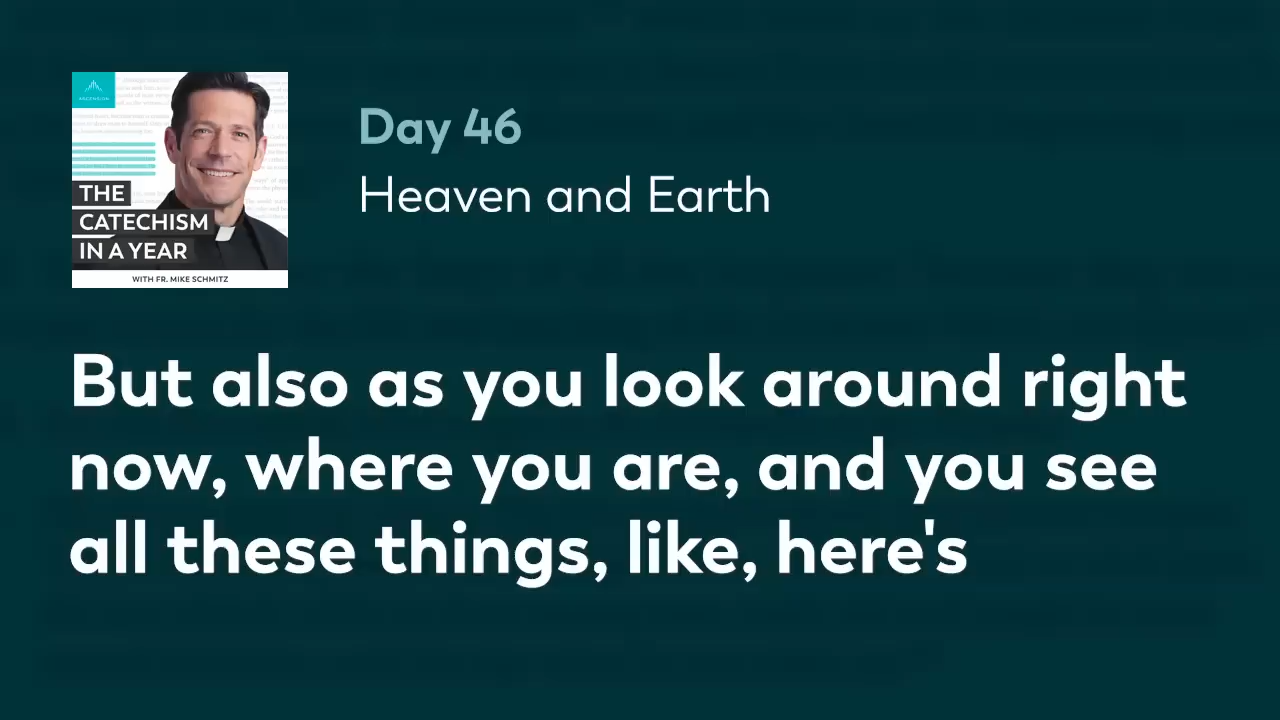 ASCENSION
THE
CATECHISM
IN A YEAR
WITH FR. MIKE SCHMITZ
Day 46
Heaven and Earth
But also as you look around right
now, where you are, and you see
all these things, like, here's